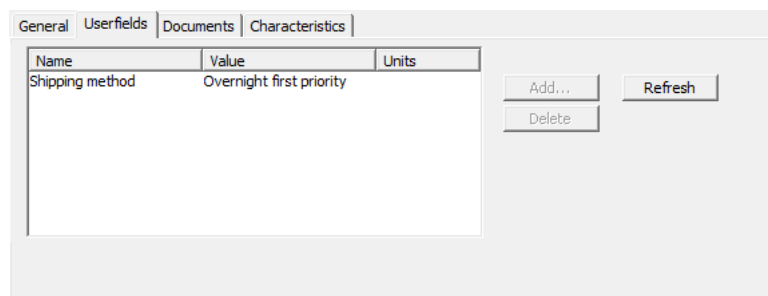 General Userfields Documents Characteristics
Name Value Units
Shipping method Overnight first priority
Add... Refresh
Delete